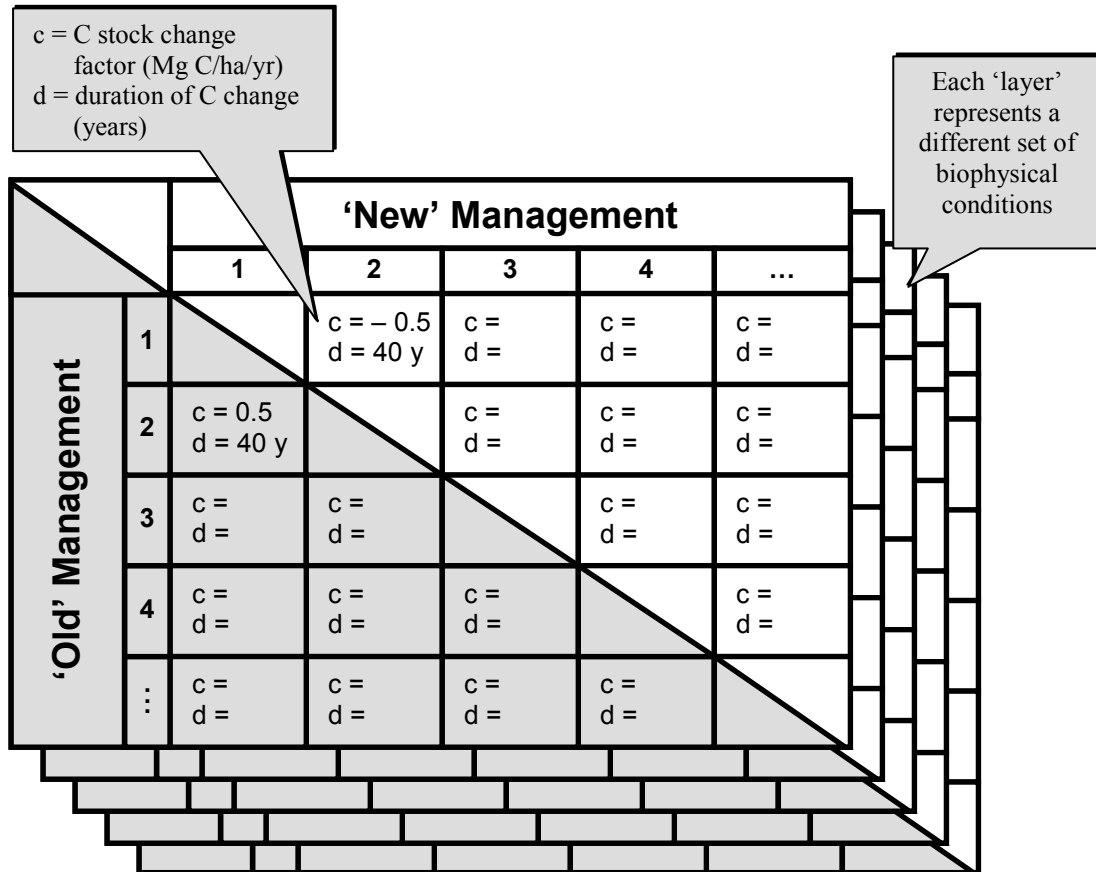 c = C stock change
factor (Mg C/ha/yr)
d = duration of C change
(years)
Each ‘layer’
represents a
different set of
biophysical
conditions
‘New’ Management
1 2 3 4 …
‘Old’ Management
1
c = – 0.5 c = c = c =
d = 40 y d = d = d =
2
c = 0.5 c = c = c =
d = 40 y d = d = d =
3
c = c = c = c =
d = d = d = d =
4
c = c = c = c =
d = d = d = d =
⋮
c = c = c = c =
d = d = d = d =